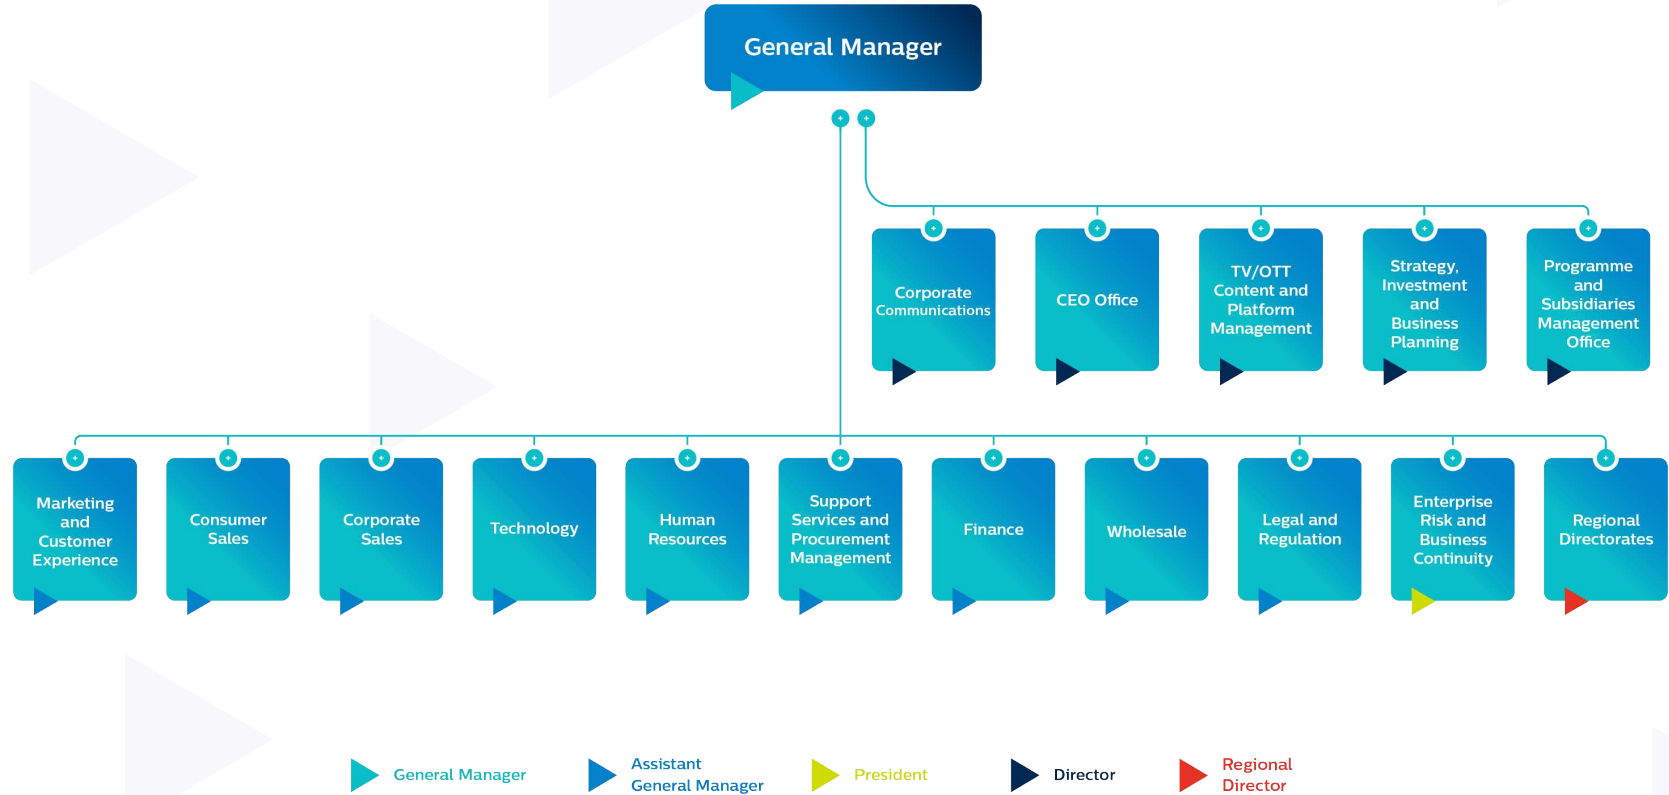 General Manager
Corporate
Communications
CEO Office
TV/OTT
Content and
Platform
Management
Strategy,
Investment
and
Business
Planning
Programme
and
Subsidiaries
Management
Office
Marketing
and
Customer
Experience
Consumer
Sales
Corporate
Sales
Technology
Human
Resources
Support
Services and
Procurement
Management
Finance
Wholesale
Legal and
Regulation
Enterprise
Risk and
Business
Continuity
Regional
Directorates
General Manager
Assistant
General Manager
President
Director
Regional
Director